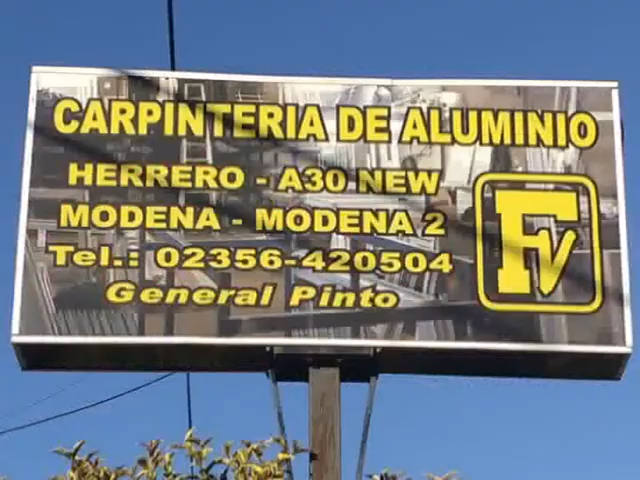 CARPINTERIA DE ALUMINIO
HERRERO - A30 NEW
MODENA - MODENA 2
Tel.: 02356-420504
General Pinto
FV